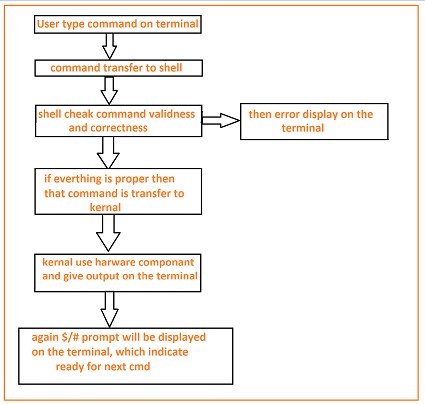 User type command on terminal
command transfer to shell
shell cheak command validness
and correctness
then error display on the
terminal
if everthing is proper then
that command is transfer to
kernal
kernal use harware componant
and give output on the terminal
again $/# prompt will be displayed
on the terminal, which indicate
ready for next cmd